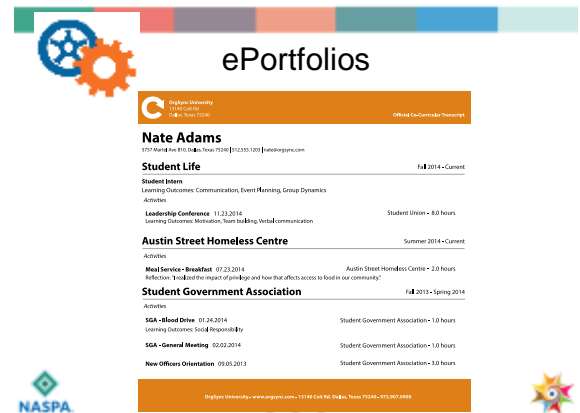 ePortfolios
OrgSync University
13140 Coit Rd
Dallas, Texas 75240
Official Co-Curricular Transcript
Nate Adams
5757 Martel Ave B10, Dallas, Texas 75240 | 512.555.1203 | nate@orgsync.com
Student Life Fall 2014 - Current
Student Intern
Learning Outcomes: Communication, Event Planning, Group Dynamics
Activities
Leadership Conference 11.23.2014 Student Union - 8.0 hours
Learning Outcomes: Motivation, Team building, Verbal communication
Austin Street Homeless Centre Summer 2014 - Current
Activities
Meal Service - Breakfast 07.23.2014 Austin Street Homeless Centre - 2.0 hours
Reflection: "I realized the impact of privilege and how that affects access to food in our community."
Student Government Association Fall 2013 - Spring 2014
Activities
SGA - Blood Drive 01.24.2014 Student Government Association - 1.0 hours
Learning Outcomes: Social Responsibility
SGA - General Meeting 02.02.2014 Student Government Association - 1.0 hours
New Officers Orientation 09.05.2013 Student Government Association - 3.0 hours
OrgSync University - www.orgsync.com - 13140 Coit Rd. Dallas, Texas 75240 - 972.907.0900
NASPA